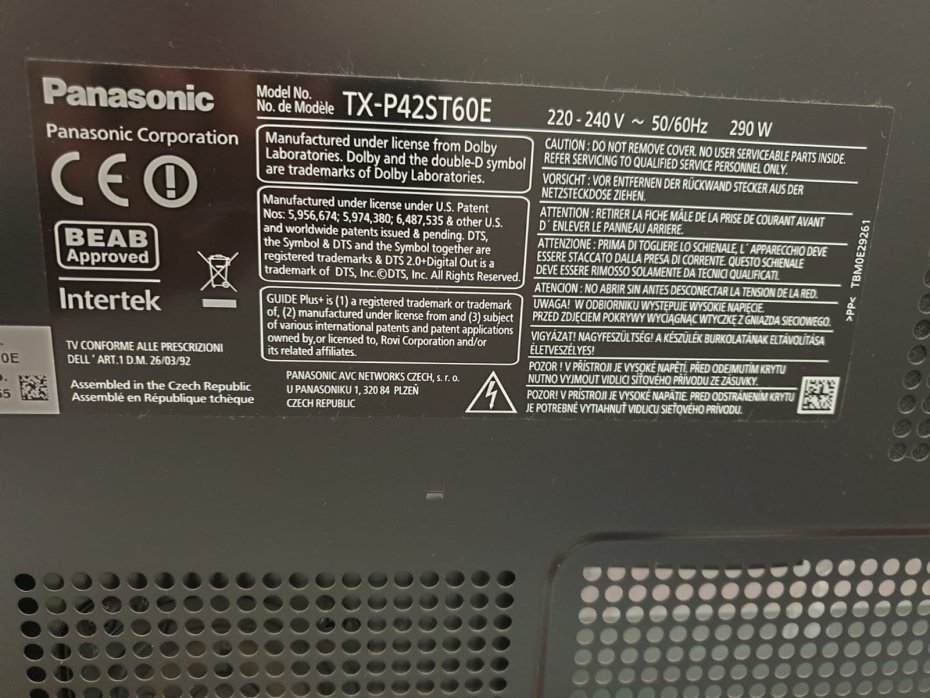 Panasonic
Panasonic Corporation
CE
BEAB
Approved
Intertek
TV CONFORME ALLE PRESCRIZIONI
DELL' ART.1 D.M. 26/03/92
Assembled in the Czech Republic
Assemblé en République tchèque
Model No.
No. de Modèle TX-P42ST60E
220 - 240 V ~ 50/60Hz 290 W
Manufactured under license from Dolby
Laboratories. Dolby and the double-D symbol
are trademarks of Dolby Laboratories.
Manufactured under license under U.S. Patent
Nos: 5,956,674; 5,974,380; 6,487,535 & other U.S.
and worldwide patents issued & pending. DTS,
the Symbol & DTS and the Symbol together are
registered trademarks & DTS 2.0+Digital Out is a
trademark of DTS, Inc.©DTS, Inc. All Rights Reserved.
GUIDE Plus+ is (1) a registered trademark or trademark
of, (2) manufactured under license from and (3) subject
of various international patents and patent applications
owned by,or licensed to, Rovi Corporation and/or
its related affiliates.
PANASONIC AVC NETWORKS CZECH, s. r. o.
U PANASONIKU 1, 320 84 PLZEŇ
CZECH REPUBLIC
CAUTION : DO NOT REMOVE COVER. NO USER SERVICEABLE PARTS INSIDE.
REFER SERVICING TO QUALIFIED SERVICE PERSONNEL ONLY.
VORSICHT : VOR ENTFERNEN DER RÜCKWAND STECKER AUS DER
NETZSTECKDOSE ZIEHEN.
ATTENTION : RETIRER LA FICHE MÂLE DE LA PRISE DE COURANT AVANT
D´ ENLEVER LE PANNEAU ARRIERE.
ATTENZIONE : PRIMA DI TOGLIERE LO SCHIENALE, L´ APPARECCHIO DEVE
ESSERE STACCATO DALLA PRESA DI CORRENTE. QUESTO SCHIENALE
DEVE ESSERE RIMOSSO SOLAMENTE DA TECNICI QUALIFICATI.
ATENCION : NO ABRIR SIN ANTES DESCONECTAR LA TENSION DE LA RED.
UWAGA! W ODBIORNIKU WYSTĘPUJE WYSOKIE NAPIĘCIE.
PRZED ZDJĘCIEM POKRYWY WYCIĄGNĄĆ WTYCZKĘ Z GNIAZDA SIECIOWEGO.
VIGYÁZAT! NAGYFESZÜLTSÉG! A KÉSZÜLÉK BURKOLATÁNAK ELTÁVOLÍTÁSA
ÉLETVESZÉLYES!
POZOR ! V PŘÍSTROJI JE VYSOKÉ NAPĚTÍ. PŘED ODEJMUTÍM KRYTU
NUTNO VYJMOUT VIDLICI SÍŤOVÉHO PŘÍVODU ZE ZÁSUVKY.
POZOR! V PRÍSTROJI JE VYSOKÉ NAPÄTIE. PRED ODSTRÁNENÍM KRYTU
JE POTREBNÉ VYTIAHNUŤ VIDLICU SIEŤOVÉHO PRÍVODU.
>PP< TBM0E29261
0E
55